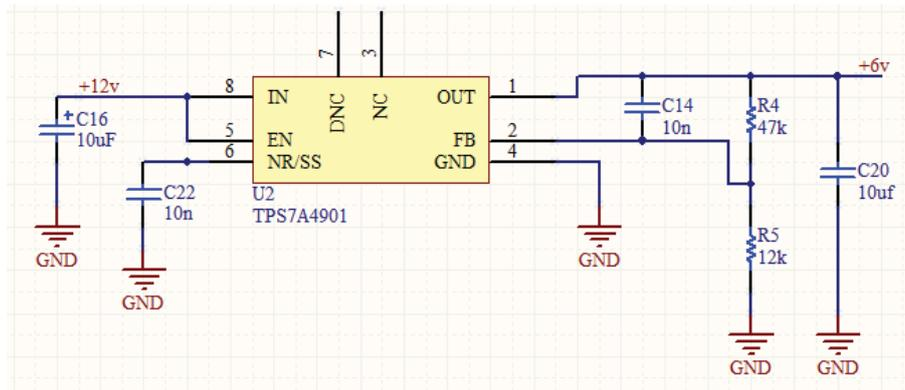 7
3
+12v
8
IN
DNC
NC
OUT
1
+6v
C16
10uF
C14
10n
R4
47k
5
EN
FB
2
6
NR/SS
GND
4
C22
10n
U2
TPS7A4901
C20
10uf
R5
12k
GND
GND
GND
GND
GND